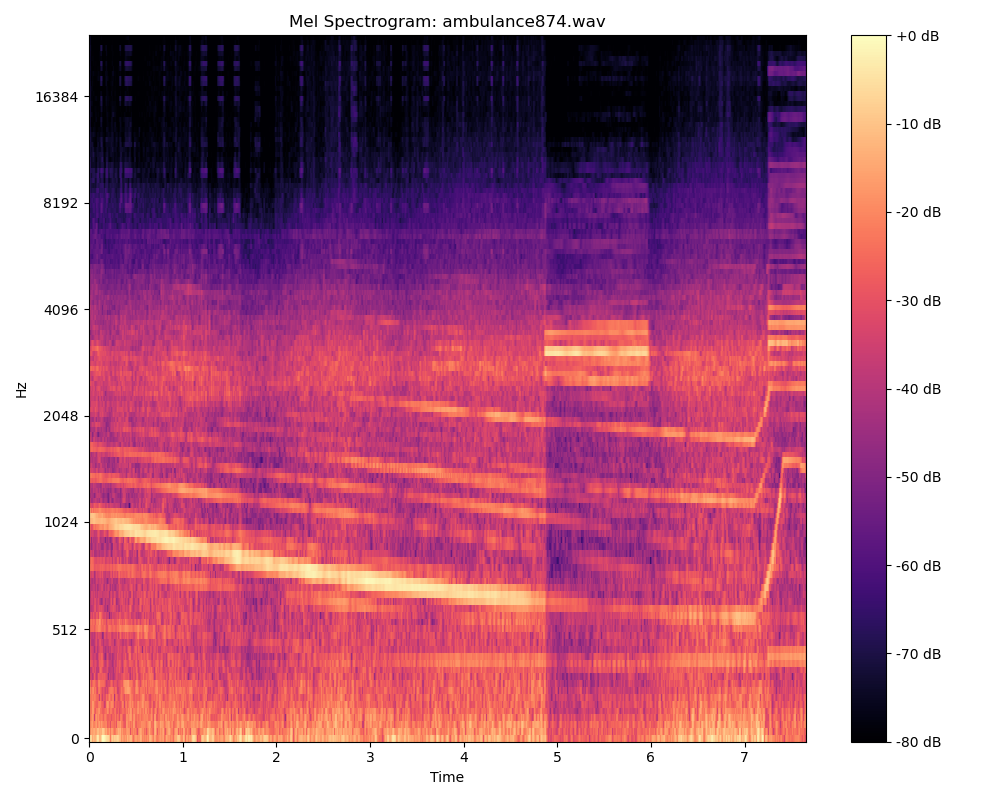 Mel Spectrogram: ambulance874.wav
+0 dB
16384
-10 dB
-20 dB
8192
-30 dB
4096
Hz
-40 dB
2048
-50 dB
1024
-60 dB
512
-70 dB
0
-80 dB
0 1 2 3 4 5 6 7
Time